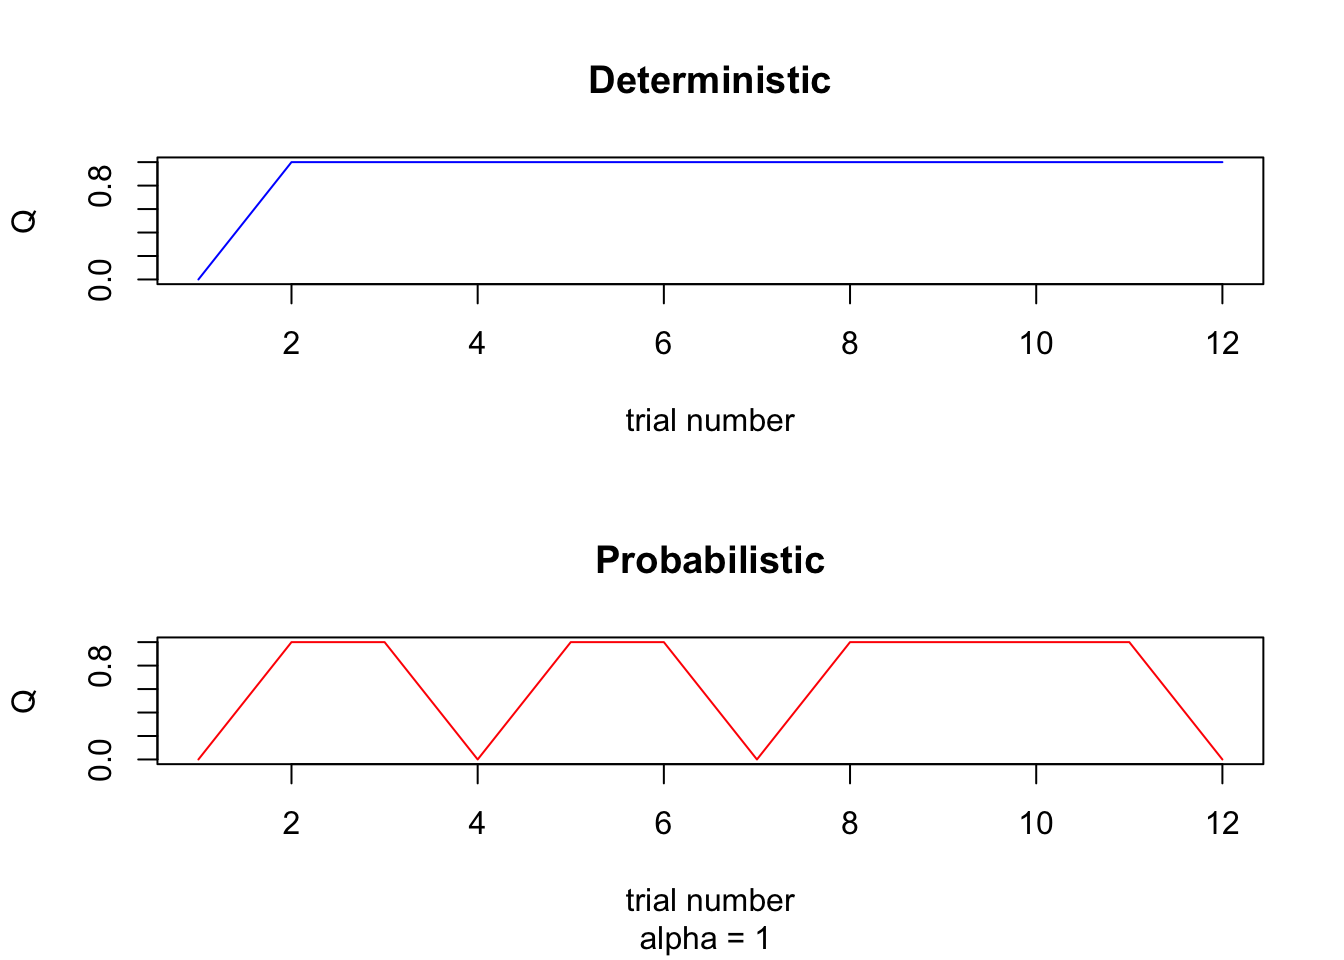 Deterministic
Q
0.8
0.0
2 4 6 8 10 12
trial number
Probabilistic
Q
0.8
0.0
2 4 6 8 10 12
trial number
alpha = 1